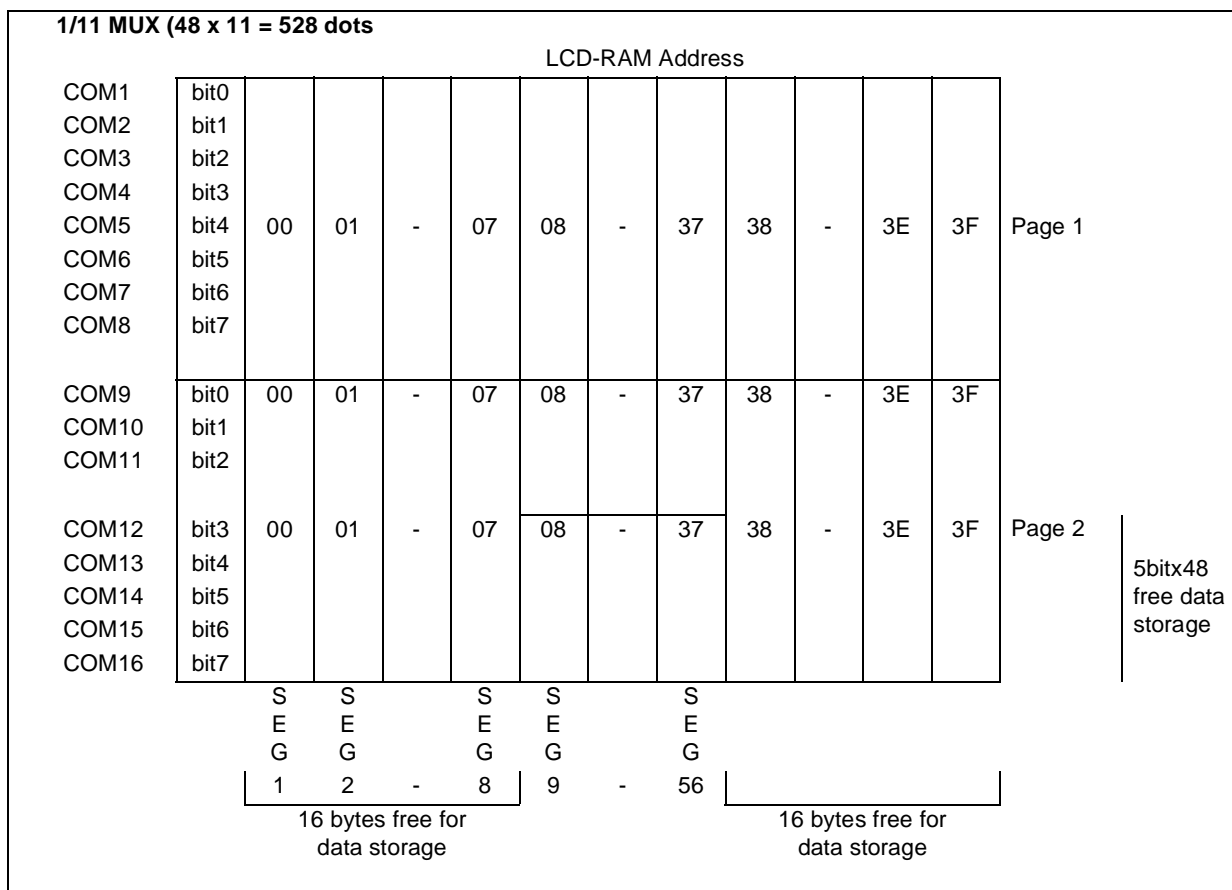 1/11 MUX (48 x 11 = 528 dots
LCD-RAM Address
COM1 bit0
COM2 bit1
COM3 bit2
COM4 bit3
COM5 bit4 00 01 - 07 08 - 37 38 - 3E 3F Page 1
COM6 bit5
COM7 bit6
COM8 bit7
COM9 bit0 00 01 - 07 08 - 37 38 - 3E 3F
COM10 bit1
COM11 bit2
COM12 bit3 00 01 - 07 08 - 37 38 - 3E 3F Page 2
COM13 bit4
COM14 bit5
COM15 bit6
COM16 bit7
5bitx48
free data
storage
S S S S S
E E E E E
G G G G G
1 2 - 8 9 - 56
16 bytes free for
data storage
16 bytes free for
data storage